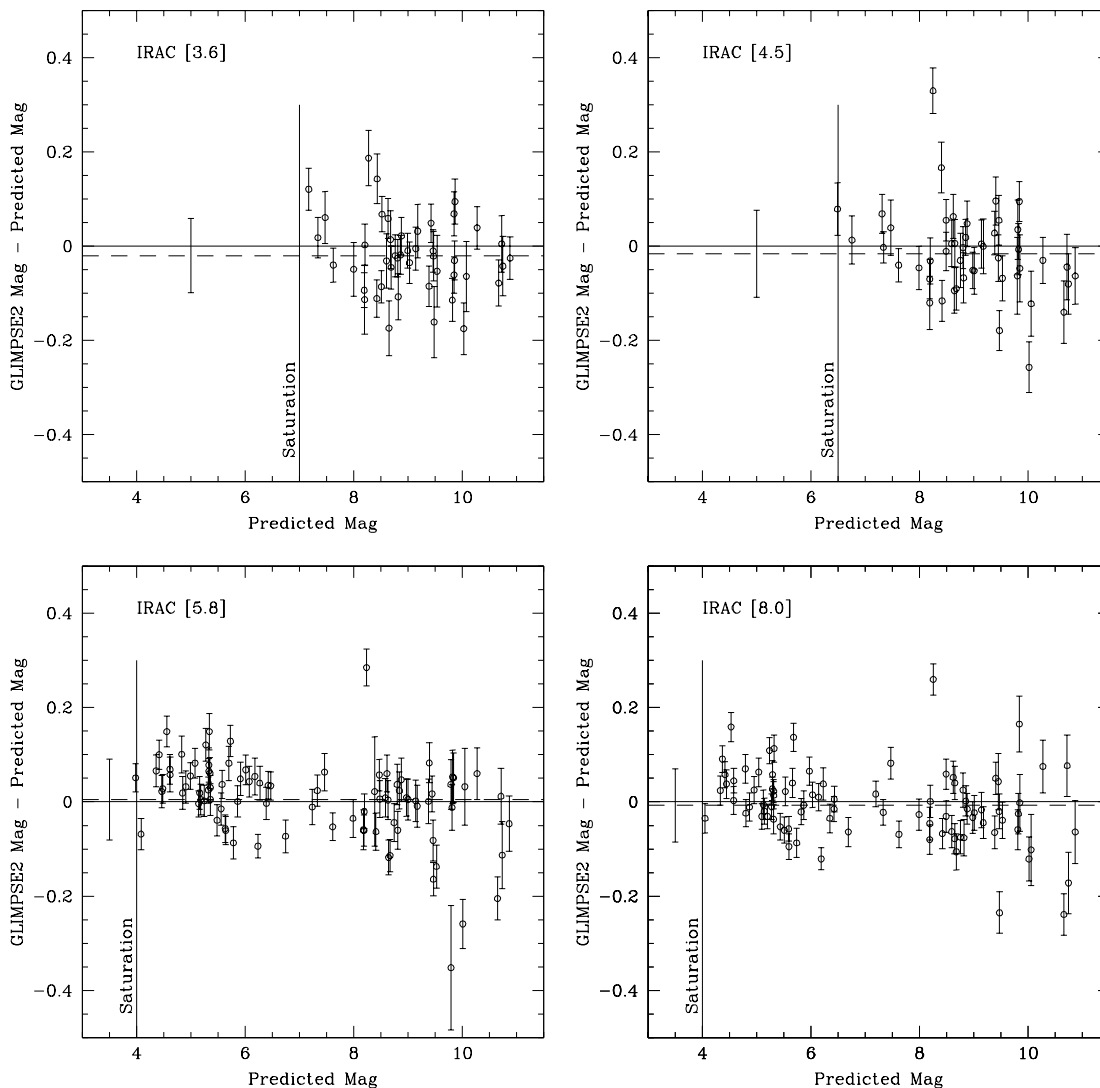 IRAC [3.6]
0.4
0.2
0
−0.2
−0.4
GLIMPSE2 Mag − Predicted Mag
Saturation
4
6
8
10
Predicted Mag
IRAC [4.5]
0.4
0.2
0
−0.2
−0.4
GLIMPSE2 Mag − Predicted Mag
Saturation
4
6
8
10
Predicted Mag
IRAC [5.8]
0.4
0.2
0
−0.2
−0.4
GLIMPSE2 Mag − Predicted Mag
Saturation
4
6
8
10
Predicted Mag
IRAC [8.0]
0.4
0.2
0
−0.2
−0.4
GLIMPSE2 Mag − Predicted Mag
Saturation
4
6
8
10
Predicted Mag